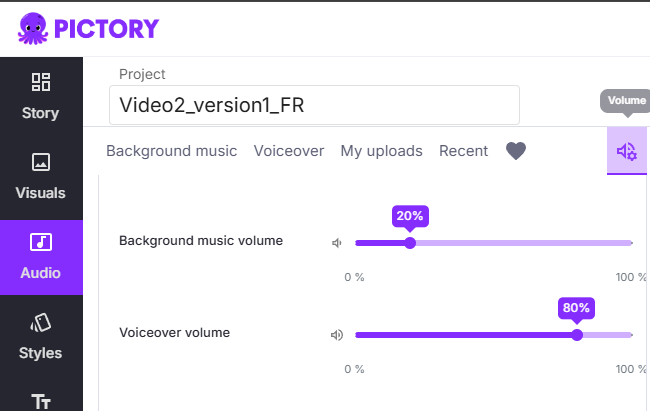 PICTORY
Project
Video2_version1_FR
Volume
Story
Visuals
Audio
Styles
Background music Voiceover My uploads Recent
20%
Background music volume
0 % 100 %
80%
Voiceover volume
0 % 100 %